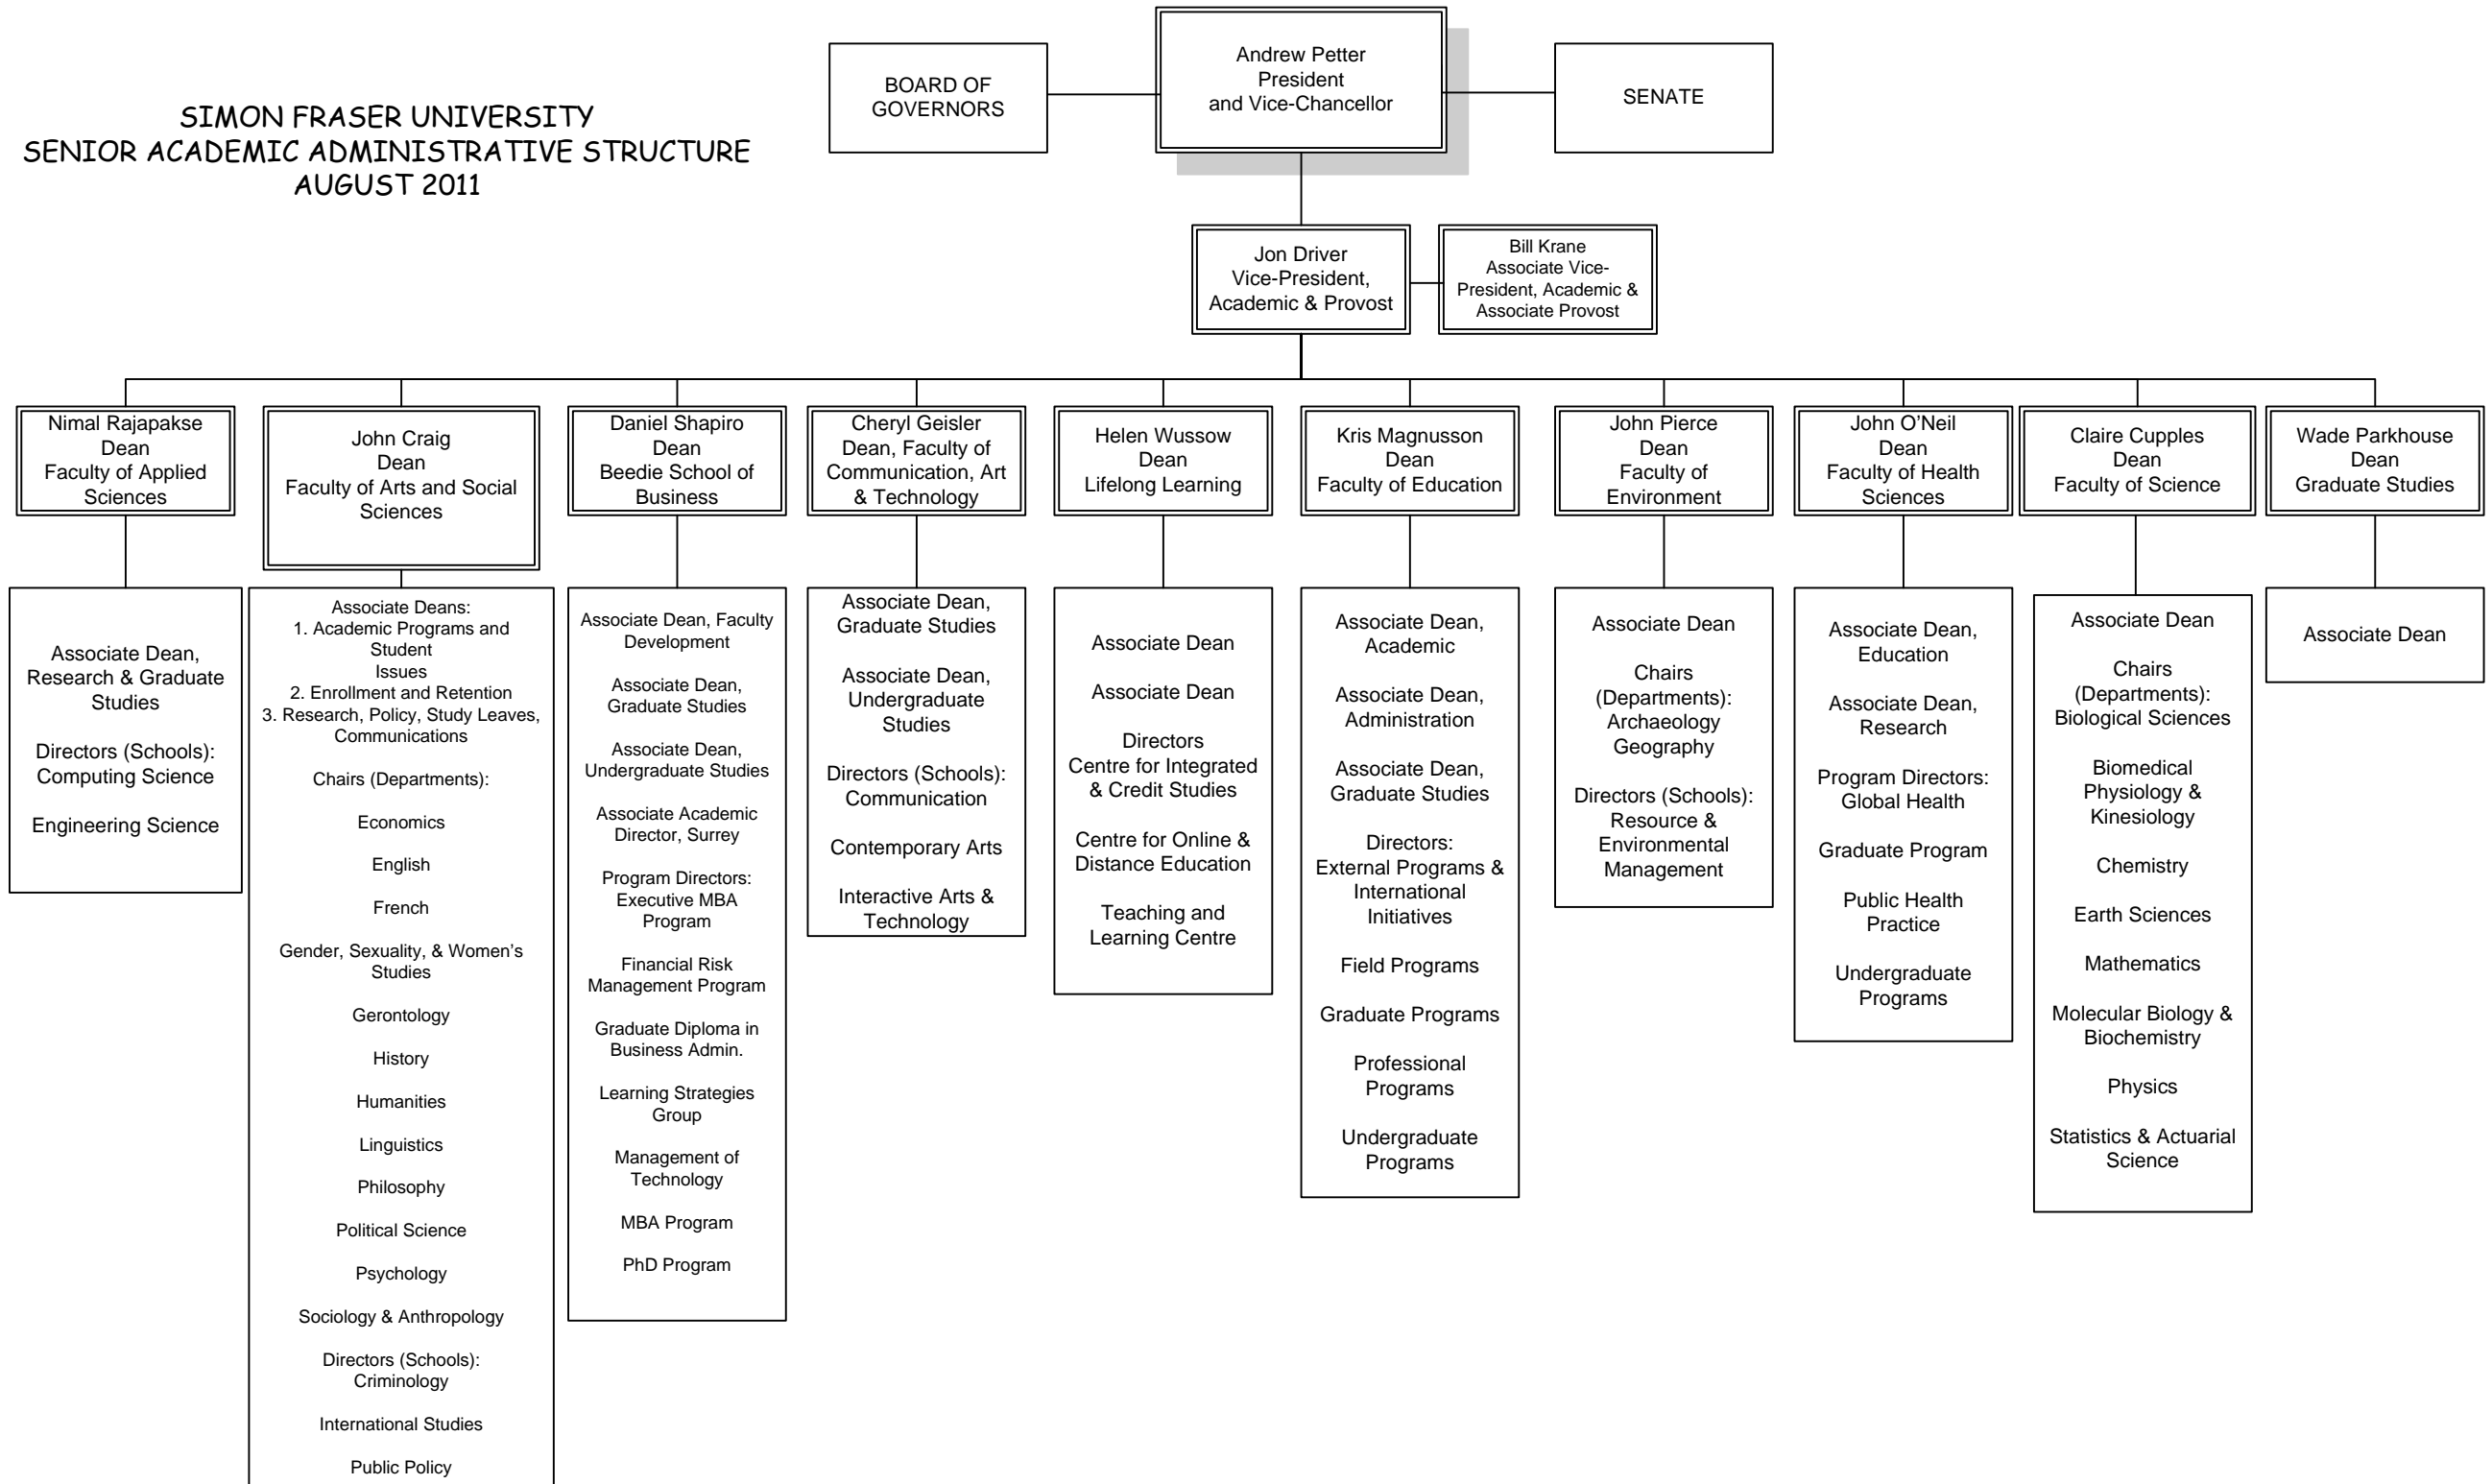 SIMON FRASER UNIVERSITY
SENIOR ACADEMIC ADMINISTRATIVE STRUCTURE
AUGUST 2011
BOARD OF
GOVERNORS
Andrew Petter
President
and Vice-Chancellor
SENATE
Jon Driver
Vice-President,
Academic & Provost
Bill Krane
Associate Vice-
President, Academic &
Associate Provost
Nimal Rajapakse
Dean
Faculty of Applied
Sciences
John Craig
Dean
Faculty of Arts and Social
Sciences
Daniel Shapiro
Dean
Beedie School of
Business
Cheryl Geisler
Dean, Faculty of
Communication, Art
& Technology
Helen Wussow
Dean
Lifelong Learning
Kris Magnusson
Dean
Faculty of Education
John Pierce
Dean
Faculty of
Environment
John O’Neil
Dean
Faculty of Health
Sciences
Claire Cupples
Dean
Faculty of Science
Wade Parkhouse
Dean
Graduate Studies
Associate Dean,
Research & Graduate
Studies
Directors (Schools):
Computing Science
Engineering Science
Associate Deans:
1. Academic Programs and
Student
Issues
2. Enrollment and Retention
3. Research, Policy, Study Leaves,
Communications
Chairs (Departments):
Economics
English
French
Gender, Sexuality, & Women’s
Studies
Gerontology
History
Humanities
Linguistics
Philosophy
Political Science
Psychology
Sociology & Anthropology
Directors (Schools):
Criminology
International Studies
Public Policy
Associate Dean, Faculty
Development
Associate Dean,
Graduate Studies
Associate Dean,
Undergraduate Studies
Associate Academic
Director, Surrey
Program Directors:
Executive MBA
Program
Financial Risk
Management Program
Graduate Diploma in
Business Admin.
Learning Strategies
Group
Management of
Technology
MBA Program
PhD Program
Associate Dean,
Graduate Studies
Associate Dean,
Undergraduate
Studies
Directors (Schools):
Communication
Contemporary Arts
Interactive Arts &
Technology
Associate Dean
Associate Dean
Directors
Centre for Integrated
& Credit Studies
Centre for Online &
Distance Education
Teaching and
Learning Centre
Associate Dean,
Academic
Associate Dean,
Administration
Associate Dean,
Graduate Studies
Directors:
External Programs &
International
Initiatives
Field Programs
Graduate Programs
Professional
Programs
Undergraduate
Programs
Associate Dean
Chairs
(Departments):
Archaeology
Geography
Directors (Schools):
Resource &
Environmental
Management
Associate Dean,
Education
Associate Dean,
Research
Program Directors:
Global Health
Graduate Program
Public Health
Practice
Undergraduate
Programs
Associate Dean
Chairs
(Departments):
Biological Sciences
Biomedical
Physiology &
Kinesiology
Chemistry
Earth Sciences
Mathematics
Molecular Biology &
Biochemistry
Physics
Statistics & Actuarial
Science
Associate Dean